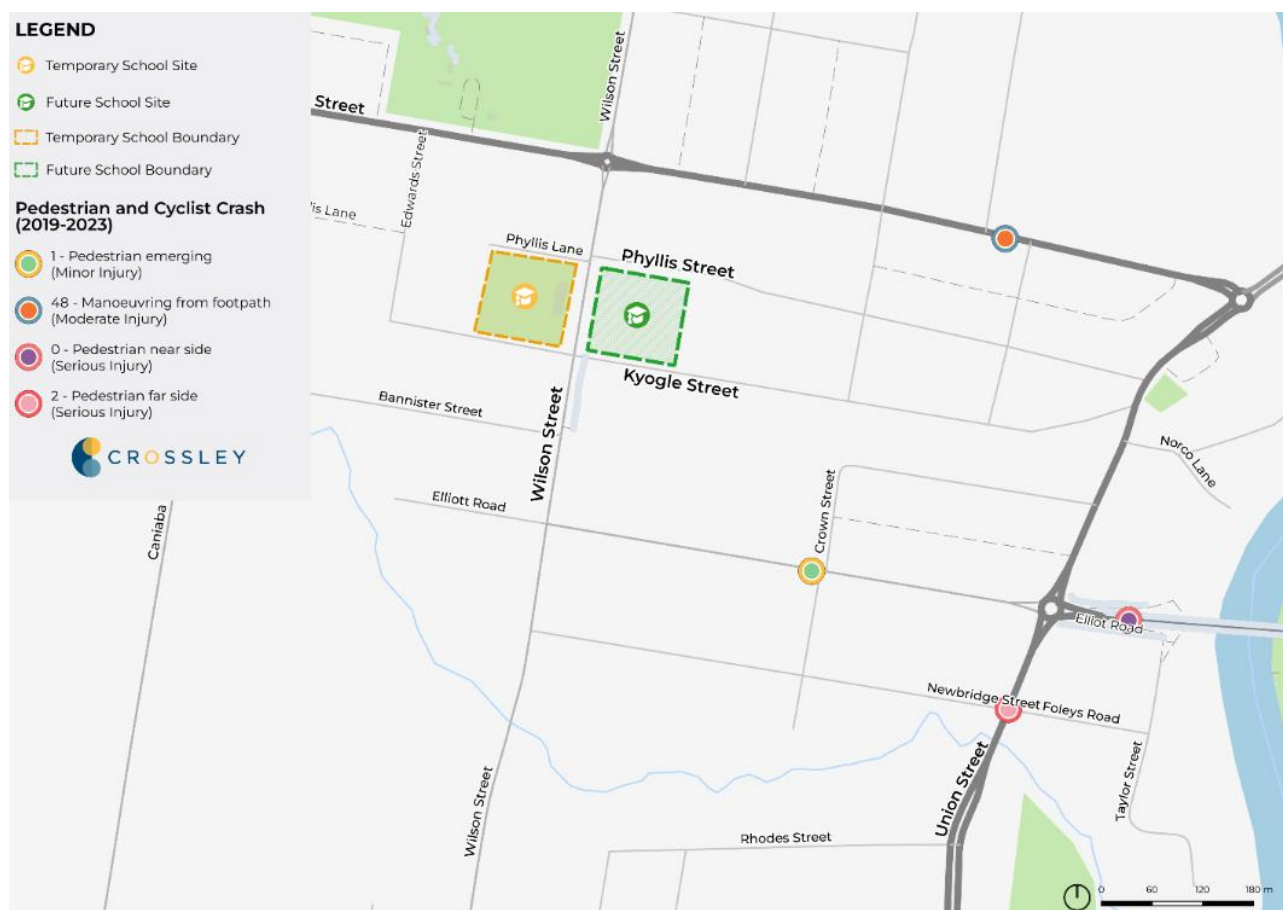 LEGEND
Temporary School Site
Future School Site
Temporary School Boundary
Future School Boundary
Pedestrian and Cyclist Crash
(2019-2023)
1 - Pedestrian emerging
(Minor Injury)
48 - Manoeuvring from footpath
(Moderate Injury)
0 - Pedestrian near side
(Serious Injury)
2 - Pedestrian far side
(Serious Injury)
CROSSLEY
Street
Wilson Street
Edwards Street
is Lane
Phyllis Lane
Phyllis Street
Kyogle Street
Bannister Street
Wilson Street
Norco Lane
Elliott Road
Crown Street
Caniaba
Elliot Road
Newbridge Street
Foleys Road
Union Street
Taylor Street
Wilson Street
Rhodes Street
0 60 120 180 m